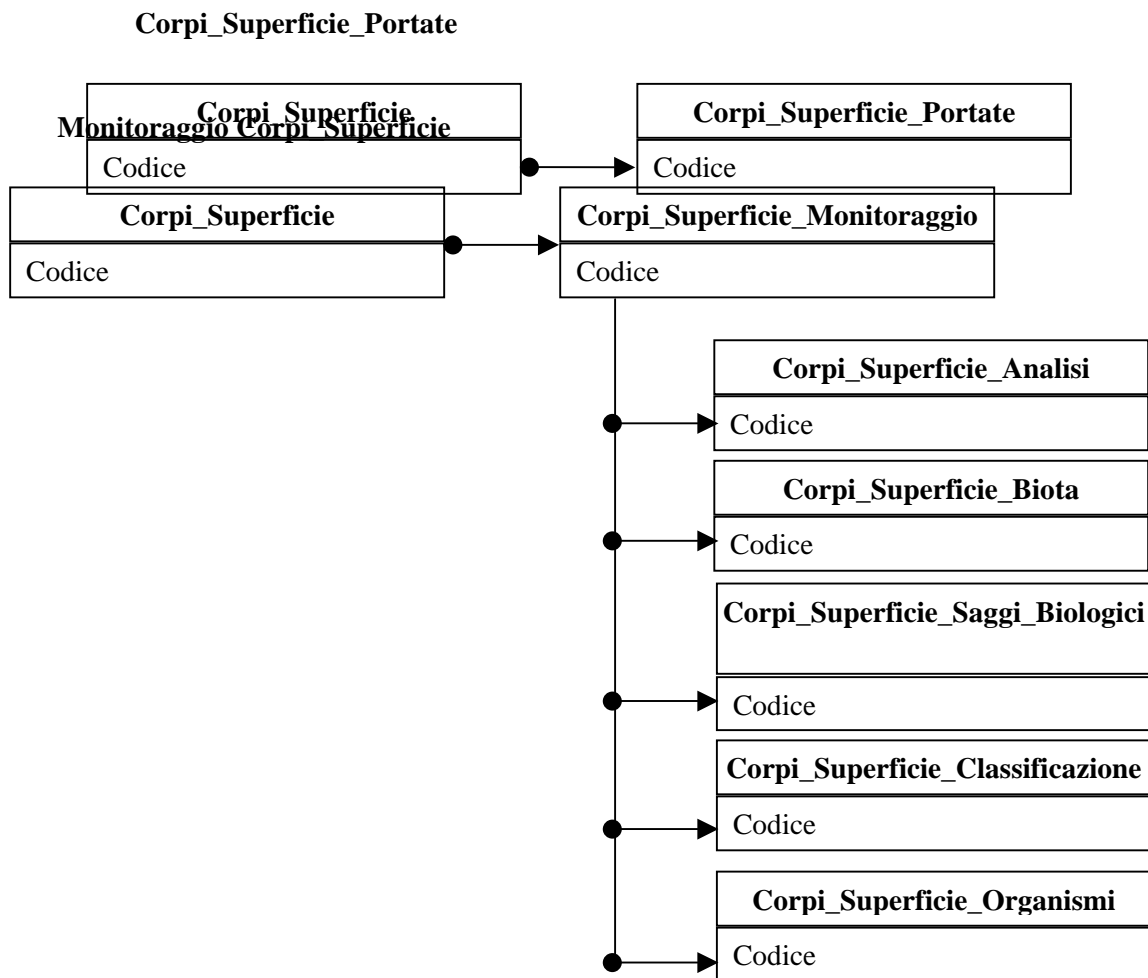 Corpi_Superficie_Portate
Corpi_Superficie
Corpi_Superficie_Portate
Monitoraggio Corpi_Superficie
Codice
Codice
Corpi_Superficie
Corpi_Superficie_Monitoraggio
Codice
Codice
Corpi_Superficie_Analisi
Codice
Corpi_Superficie_Biota
Codice
Corpi_Superficie_Saggi_Biologici
Codice
Corpi_Superficie_Classificazione
Codice
Corpi_Superficie_Organismi
Codice